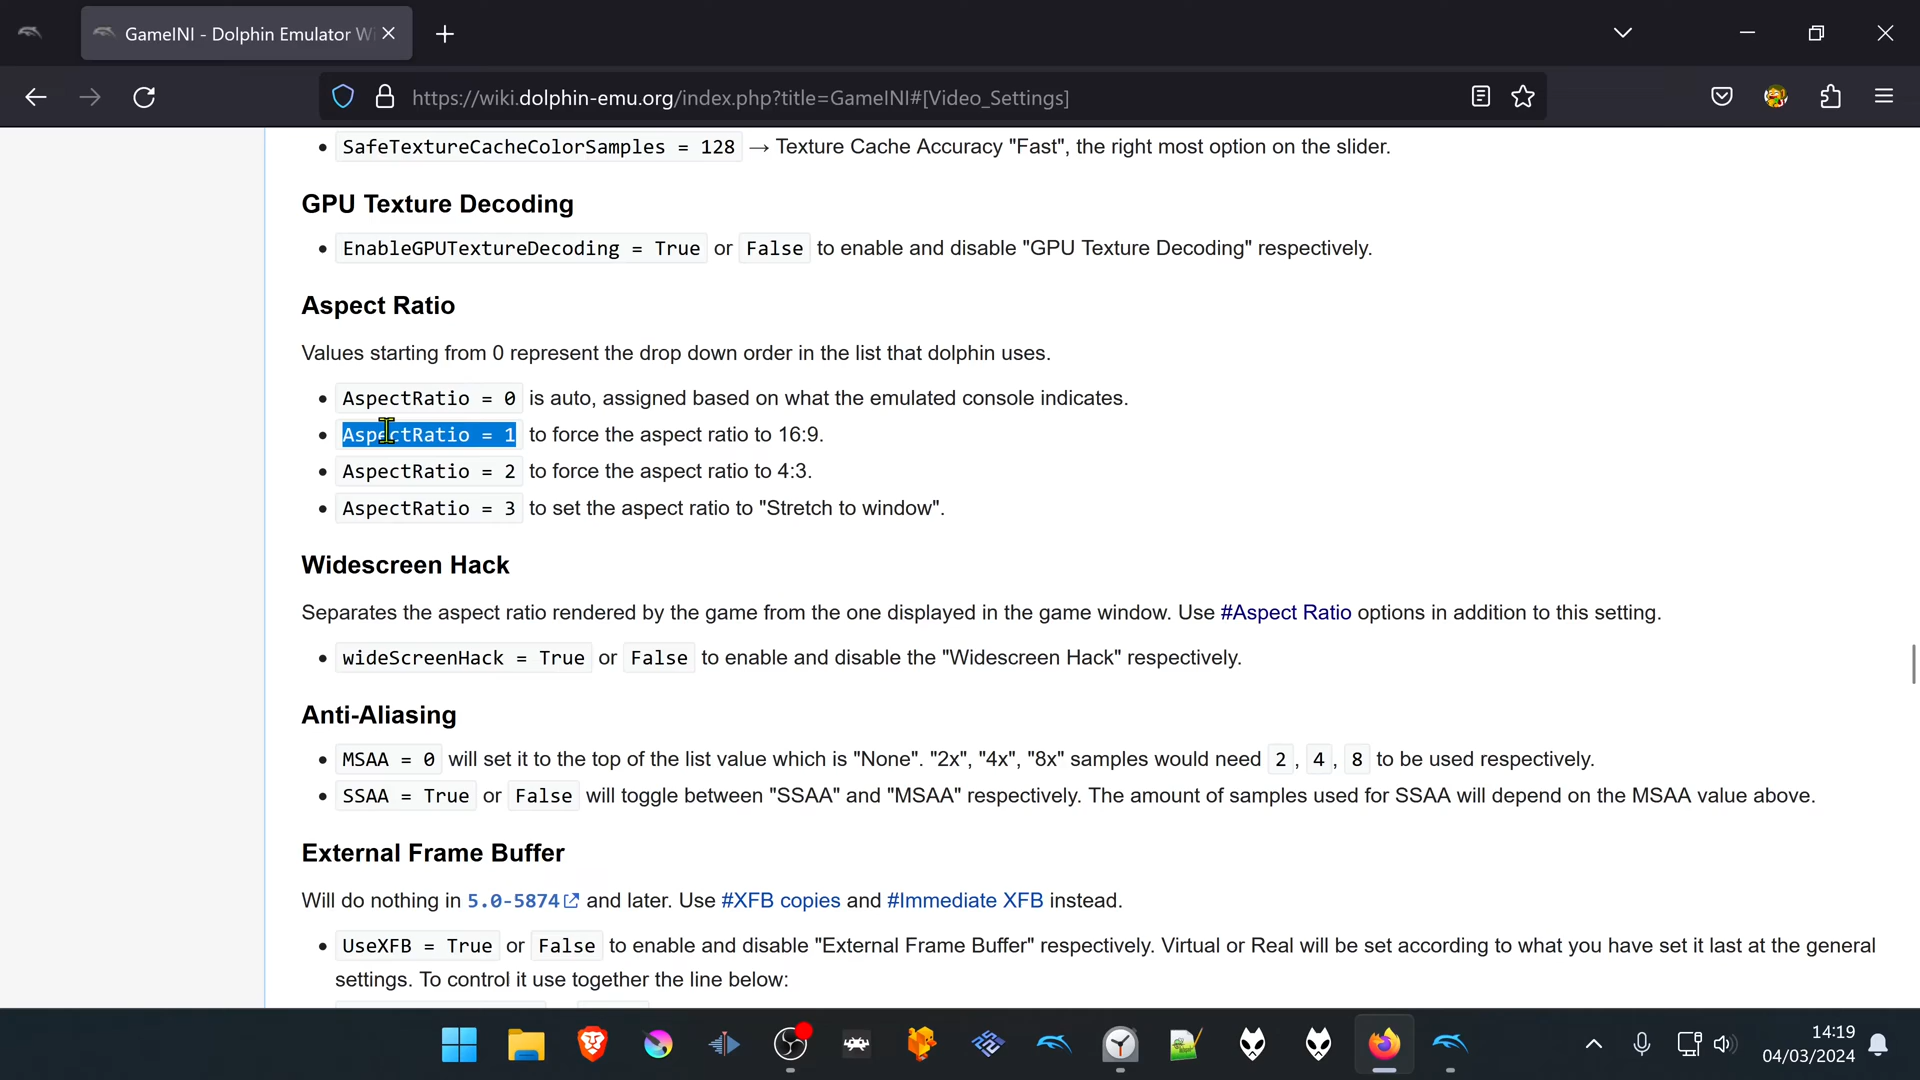 GameINI - Dolphin Emulator Wi
https://wiki.dolphin-emu.org/index.php?title=GameINI#[Video_Settings]
• SafeTextureCacheColorSamples = 128 → Texture Cache Accuracy "Fast", the right most option on the slider.
GPU Texture Decoding
• EnableGPUTextureDecoding = True or False to enable and disable "GPU Texture Decoding" respectively.
Aspect Ratio
Values starting from 0 represent the drop down order in the list that dolphin uses.
• AspectRatio = 0 is auto, assigned based on what the emulated console indicates.
• AspectRatio = 1 to force the aspect ratio to 16:9.
• AspectRatio = 2 to force the aspect ratio to 4:3.
• AspectRatio = 3 to set the aspect ratio to "Stretch to window".
Widescreen Hack
Separates the aspect ratio rendered by the game from the one displayed in the game window. Use #Aspect Ratio options in addition to this setting.
• wideScreenHack = True or False to enable and disable the "Widescreen Hack" respectively.
Anti-Aliasing
• MSAA = 0 will set it to the top of the list value which is "None". "2x", "4x", "8x" samples would need 2, 4, 8 to be used respectively.
• SSAA = True or False will toggle between "SSAA" and "MSAA" respectively. The amount of samples used for SSAA will depend on the MSAA value above.
External Frame Buffer
Will do nothing in 5.0-5874 and later. Use #XFB copies and #Immediate XFB instead.
• UseXFB = True or False to enable and disable "External Frame Buffer" respectively. Virtual or Real will be set according to what you have set it last at the general
settings. To control it use together the line below:
14:19
04/03/2024